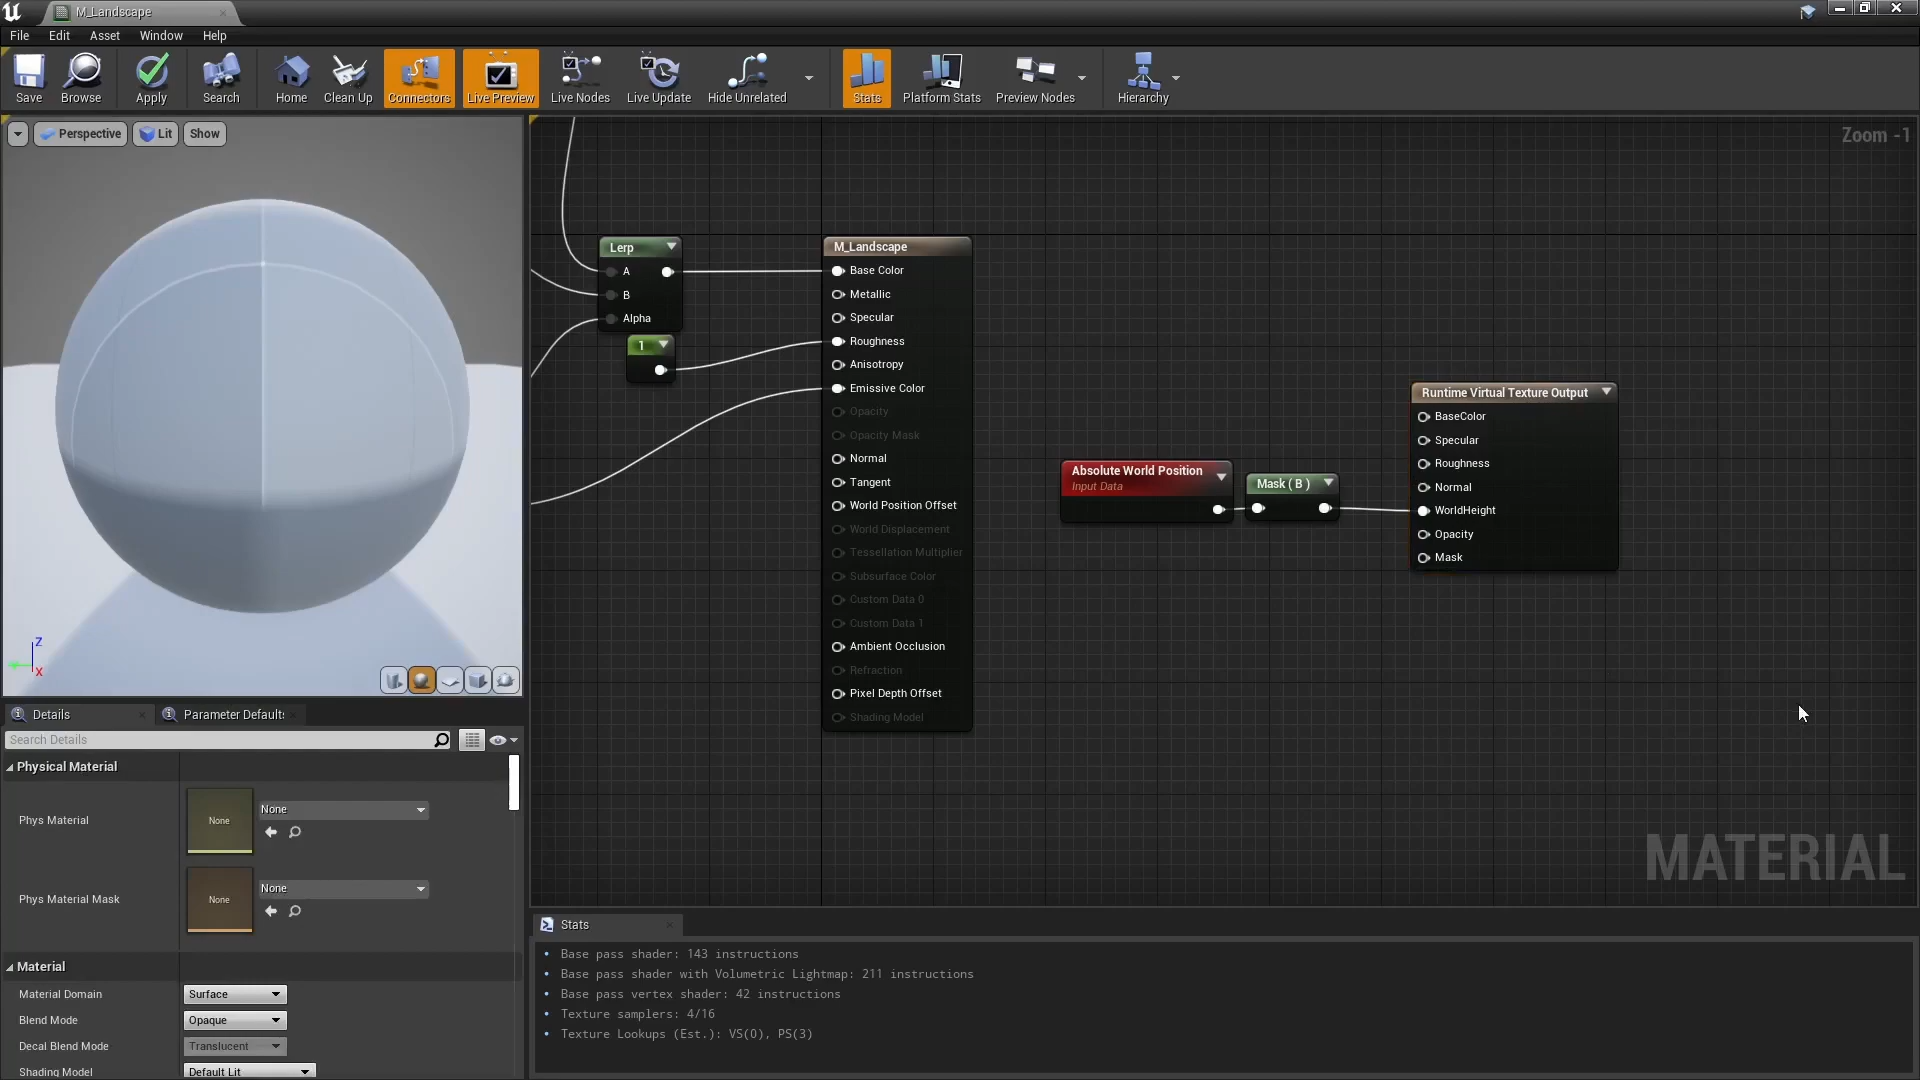 M_Landscape
File Edit Asset Window Help
Save Browse Apply Search Home Clean Up Connectors Live Preview Live Nodes Live Update Hide Unrelated Stats Platform Stats Preview Nodes Hierarchy
Perspective Lit Show
Z
X
Zoom -1
Lerp
A
B
Alpha
1
M_Landscape
Base Color
Metallic
Specular
Roughness
Anisotropy
Emissive Color
Opacity
Opacity Mask
Normal
Tangent
World Position Offset
World Displacement
Tessellation Multiplier
Subsurface Color
Custom Data 0
Custom Data 1
Ambient Occlusion
Refraction
Pixel Depth Offset
Shading Model
Absolute World Position
Input Data
Mask ( B )
Runtime Virtual Texture Output
BaseColor
Specular
Roughness
Normal
WorldHeight
Opacity
Mask
MATERIAL
Details Parameter Defaults
Search Details
Physical Material
Phys Material None None
Phys Material Mask None None
Material
Material Domain Surface
Blend Mode Opaque
Decal Blend Mode Translucent
Shading Model Default Lit
Stats
• Base pass shader: 143 instructions
• Base pass shader with Volumetric Lightmap: 211 instructions
• Base pass vertex shader: 42 instructions
• Texture samplers: 4/16
• Texture Lookups (Est.): VS(0), PS(3)